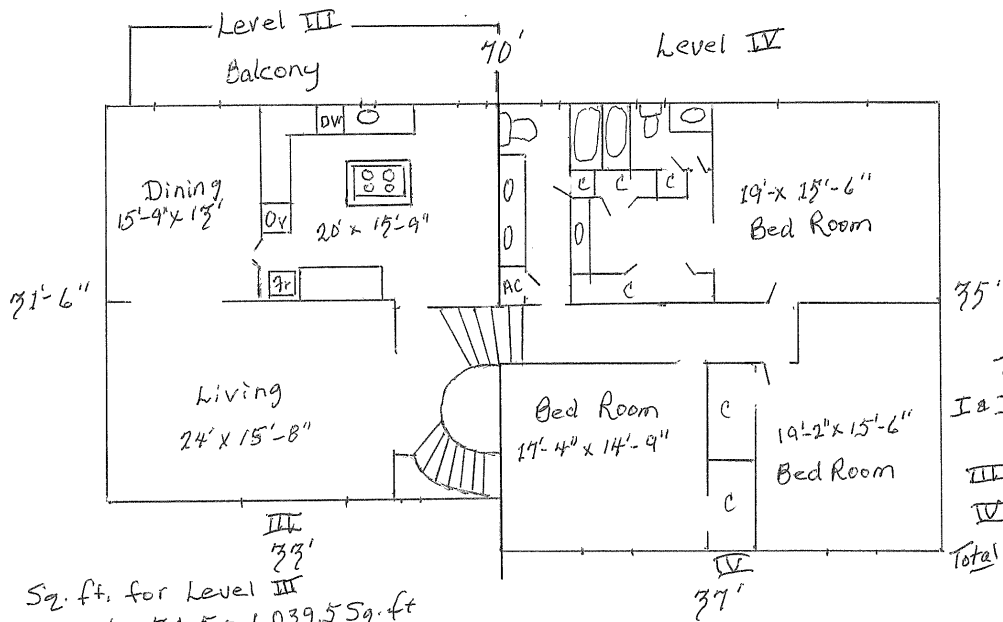 Level III
70'
Level IV
Balcony
DW
Dining
15'-9" x 13'
Ov
20' x 15'-9"
Fr
C
C
C
C
AC
19'- x 15'-6"
Bed Room
31'-6"
35'
Living
24' x 15'-8"
Bed Room
17'-4" x 14'-9"
C
C
19'-2" x 15'-6"
Bed Room
I & I
III
IV
Total
III
33'
IV
37'
Sq. ft. for Level III
1,039.5 Sq. ft